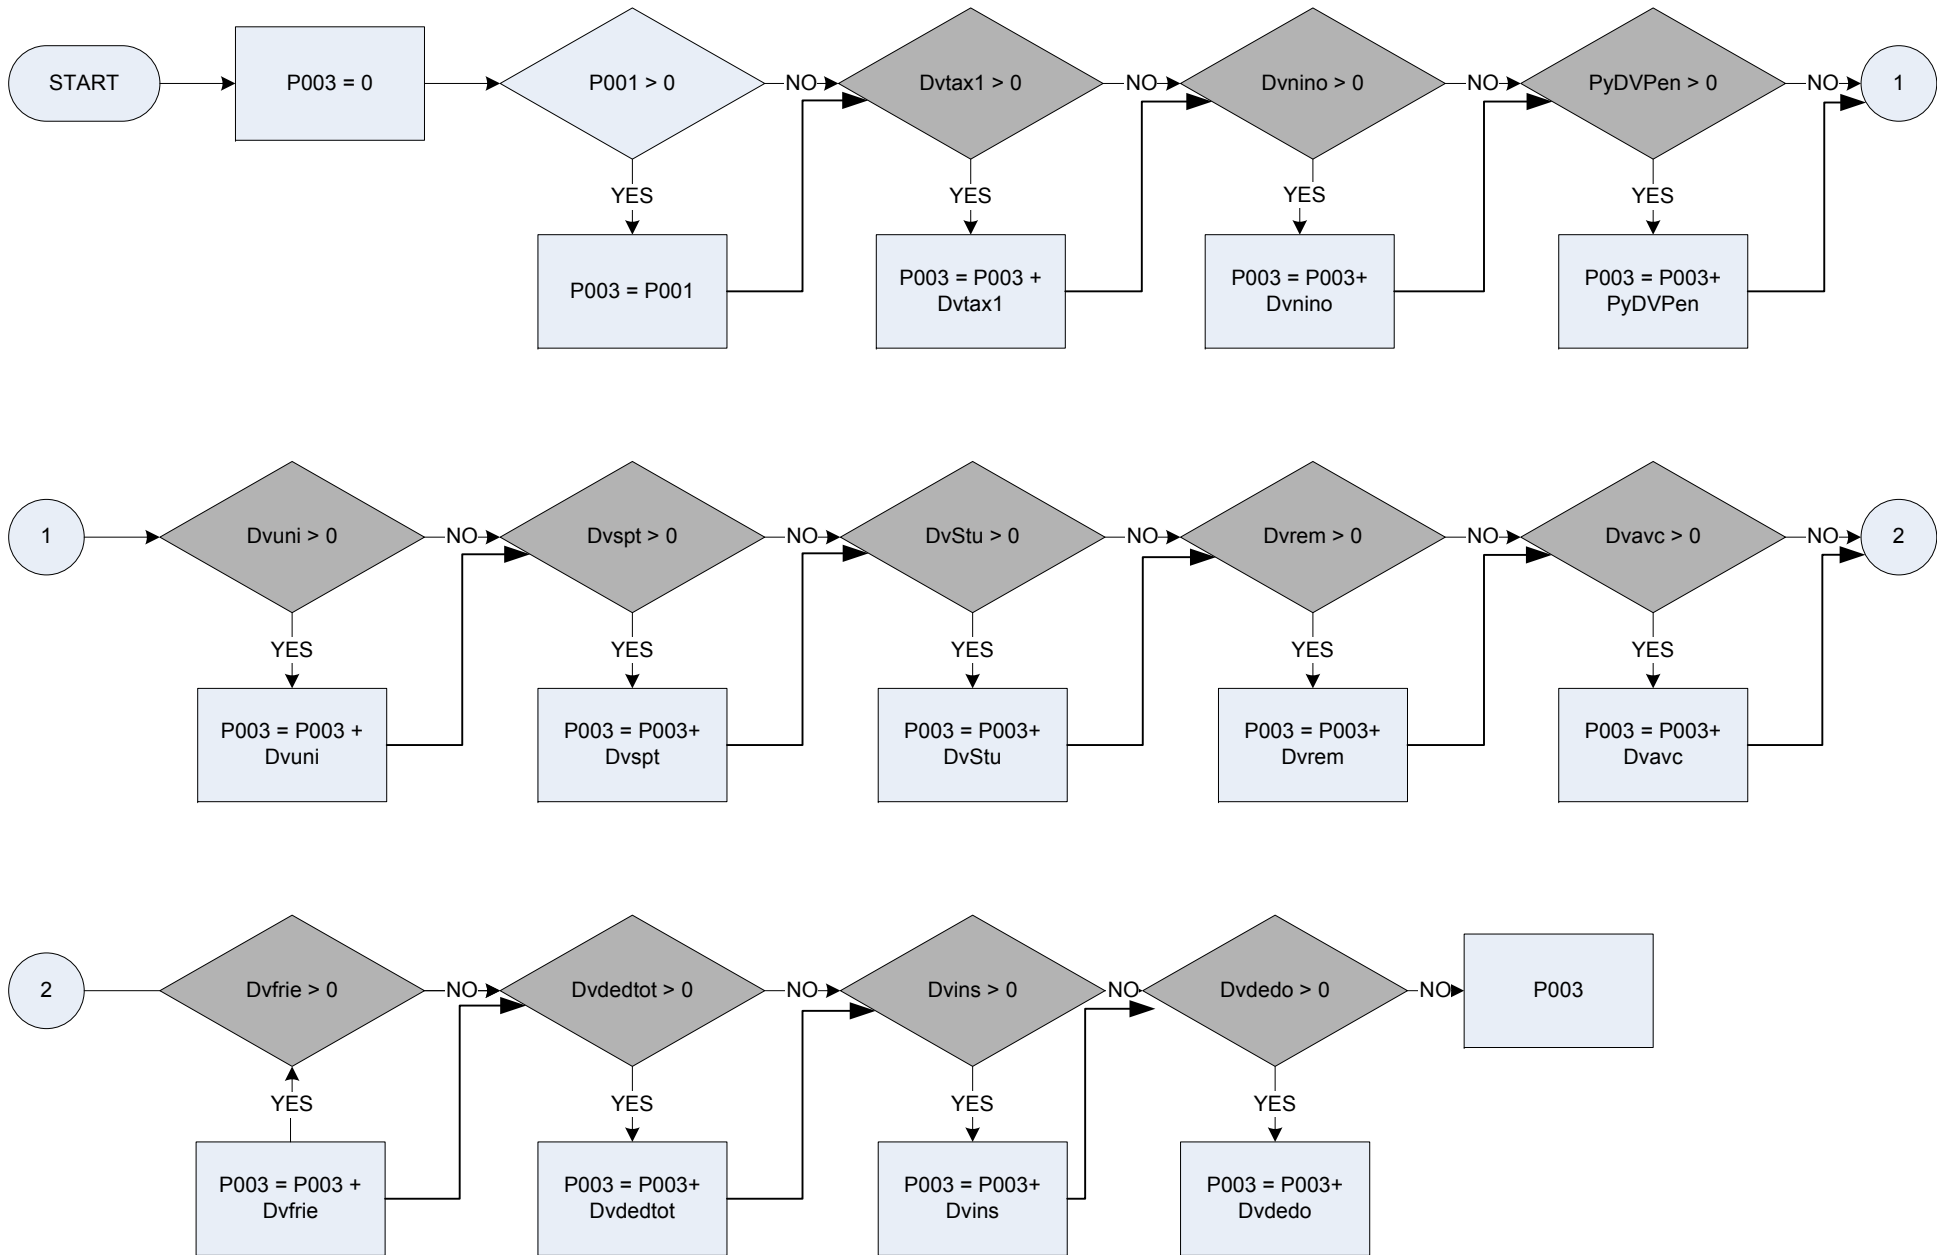 START
P003 = 0
P001 > 0
NO
Dvtax1 > 0
NO
Dvnino > 0
NO
PyDVPen > 0
NO
1
YES
YES
YES
YES
P003 = P001
P003 = P003 +
Dvtax1
P003 = P003+
Dvnino
P003 = P003+
PyDVPen
1
Dvuni > 0
NO
Dvspt > 0
NO
DvStu > 0
NO
Dvrem > 0
NO
Dvavc > 0
NO
2
YES
YES
YES
YES
YES
P003 = P003 +
Dvuni
P003 = P003+
Dvspt
P003 = P003+
DvStu
P003 = P003+
Dvrem
P003 = P003+
Dvavc
2
Dvfrie > 0
NO
Dvdedtot > 0
NO
Dvins > 0
NO
Dvdedo > 0
NO
P003
YES
YES
YES
YES
P003 = P003 +
Dvfrie
P003 = P003+
Dvdedtot
P003 = P003+
Dvins
P003 = P003+
Dvdedo